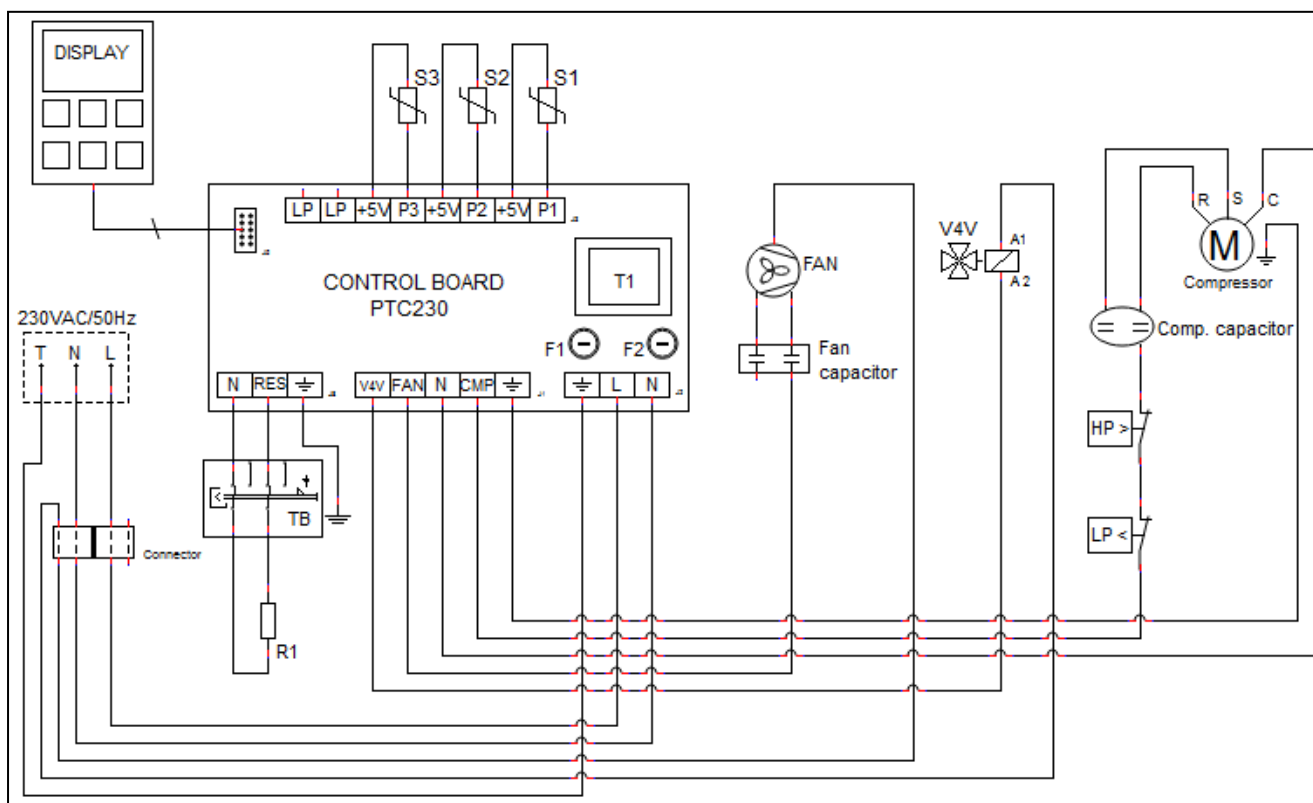 DISPLAY
S3 S2 S1
LP LP +5V P3 +5V P2 +5V P1
CONTROL BOARD
PTC230
T1
F1 F2
230VAC/50Hz
T N L
N RES
V4V FAN N CMP
L N
TB
Connector
R1
FAN
Fan
capacitor
V4V
A1
A2
R S C
M
Compressor
Comp. capacitor
HP >
LP <